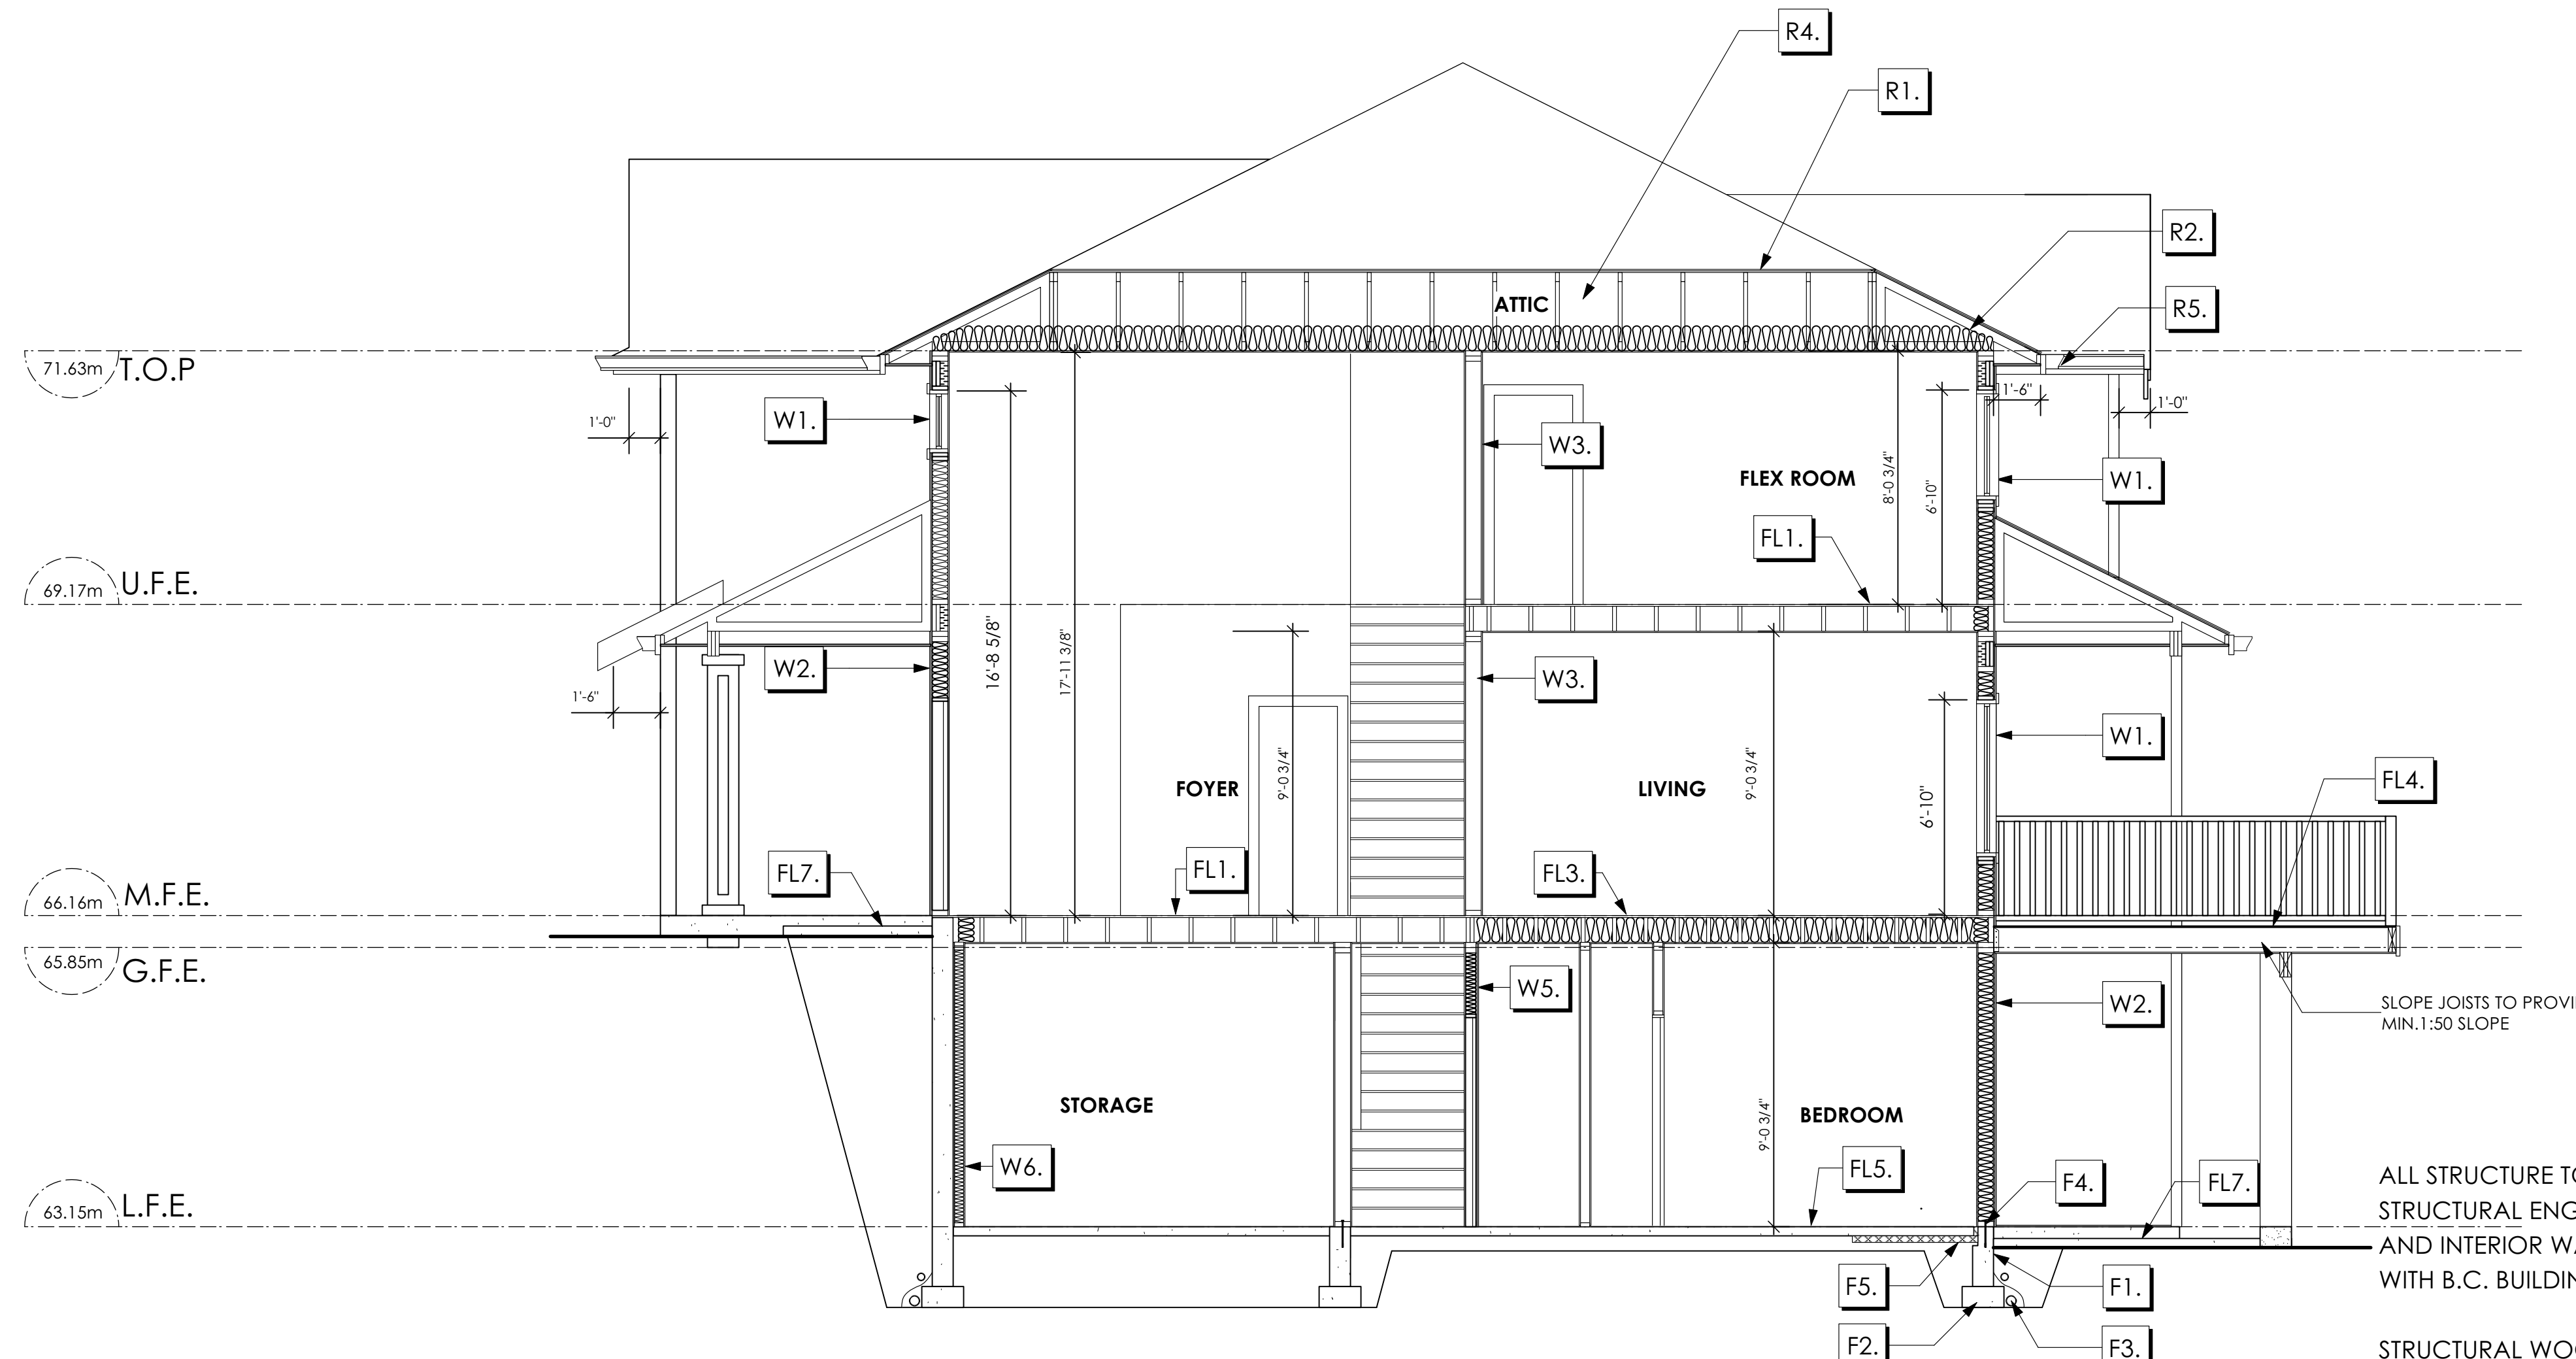 R4.
R1.
R2.
R5.
ATTIC
71.63m T.O.P
1'-0"
W1.
W3.
FLEX ROOM
8'-0 3/4"
6'-10"
1'-6"
1'-0"
W1.
FL1.
69.17m U.F.E.
16'-8 5/8"
17'-11 3/8"
W2.
W3.
1'-6"
W1.
FOYER
9'-0 3/4"
LIVING
9'-0 3/4"
6'-10"
FL4.
FL7.
FL1.
FL3.
66.16m M.F.E.
65.85m G.F.E.
W5.
W2.
SLOPE JOISTS TO
MIN.1:50 SLOPE
STORAGE
9'-0 3/4"
BEDROOM
W6.
FL5.
F4.
FL7.
63.15m L.F.E.
ALL STRUCTURE
STRUCTURAL
AND INTERIOR
WITH B.C.
F5.
F1.
F2.
F3.
STRUCTURAL